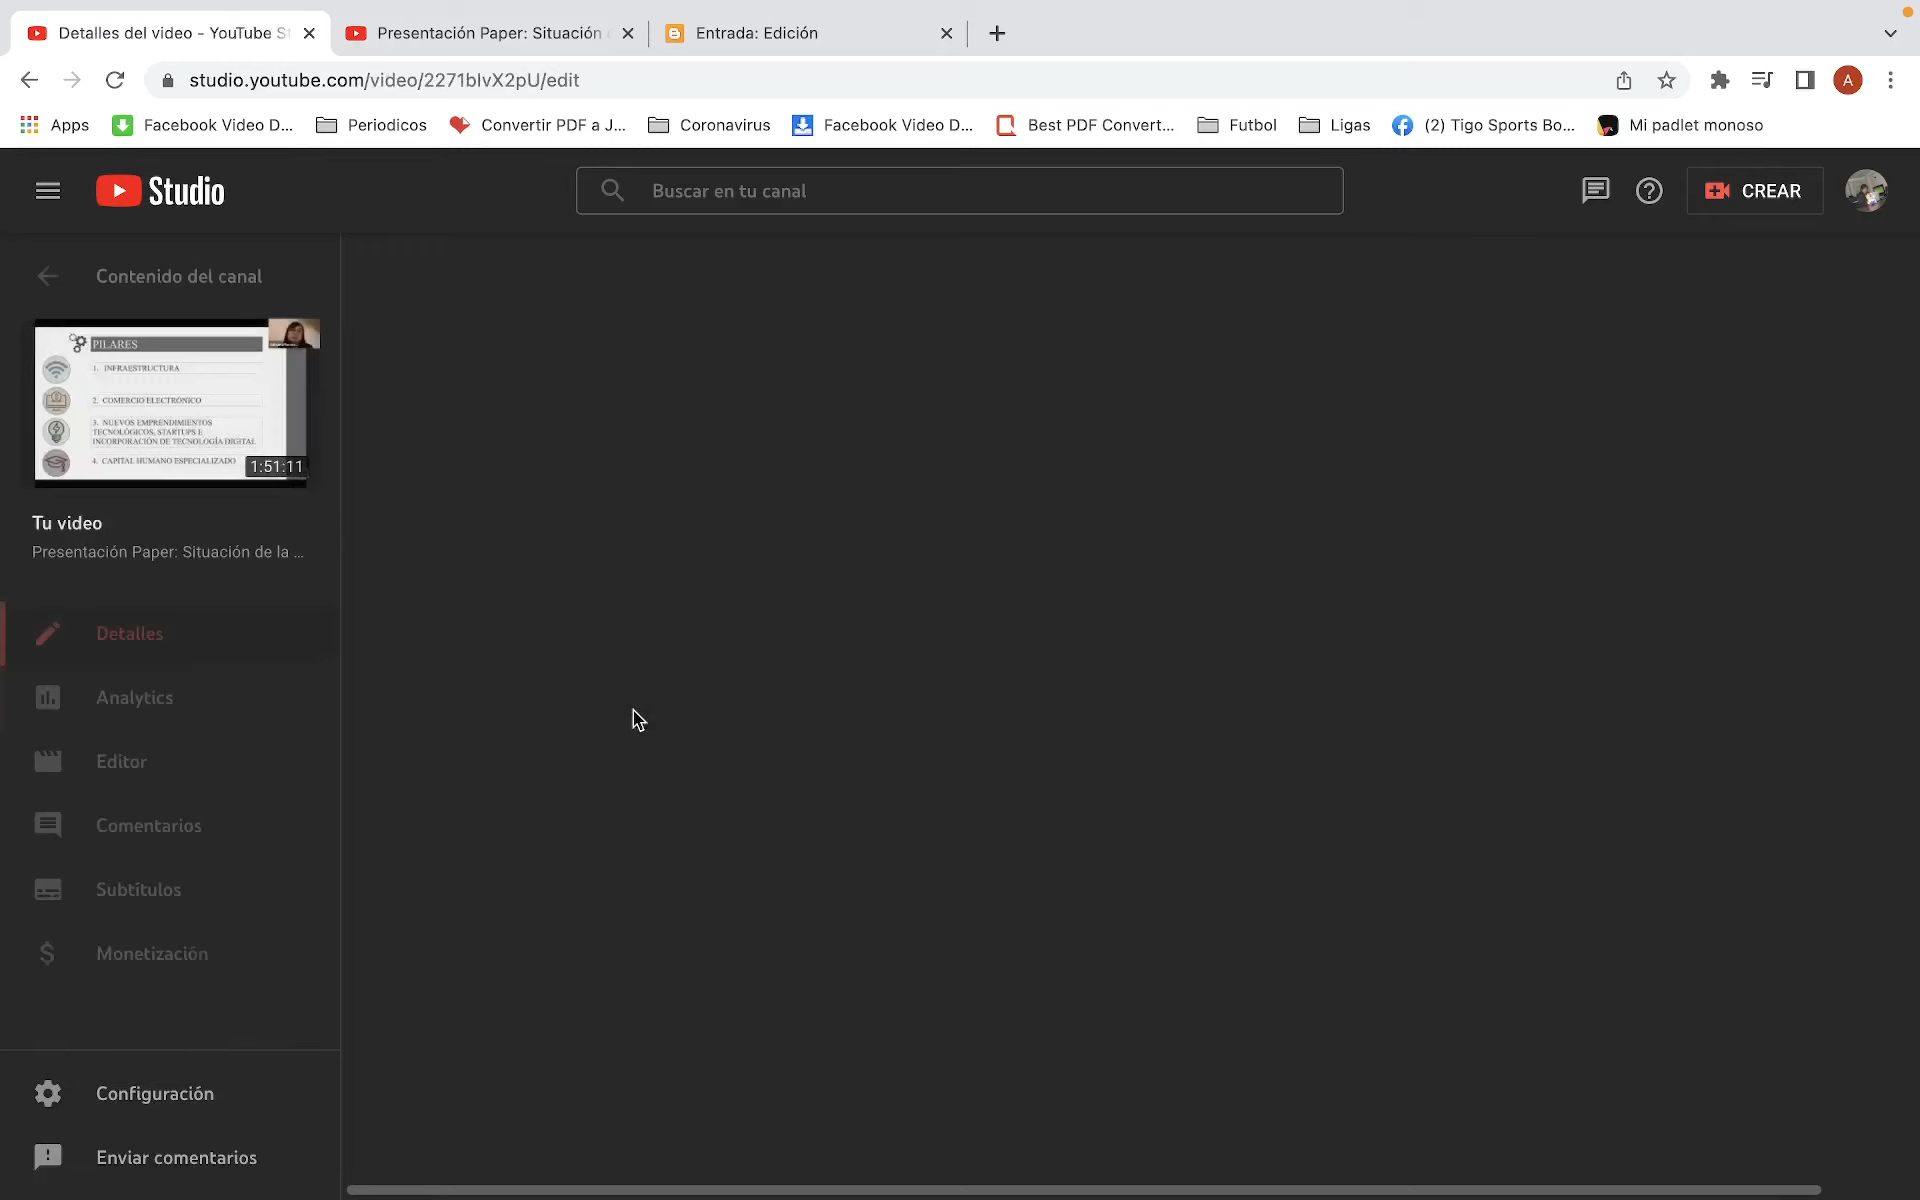 Detalles del video - YouTube St
Presentación Paper: Situación
Entrada: Edición
studio.youtube.com/video/2271bIvX2pU/edit
A
Apps
Facebook Video D...
Periodicos
Convertir PDF a J...
Coronavirus
Facebook Video D...
Best PDF Convert...
Futbol
Ligas
(2) Tigo Sports Bo...
Mi padlet monoso
Studio
Buscar en tu canal
CREAR
Contenido del canal
PILARES
1. INFRAESTRUCTURA
2. COMERCIO ELECTRÓNICO
3. NUEVOS EMPRENDIMIENTOS
TECNOLÓGICOS, STARTUPS E
INCORPORACIÓN DE TECNOLOGÍA DIGITAL
4. CAPITAL HUMANO ESPECIALIZADO
1:51:11
Tu video
Presentación Paper: Situación de la ...
Detalles
Analytics
Editor
Comentarios
Subtítulos
Monetización
Configuración
Enviar comentarios